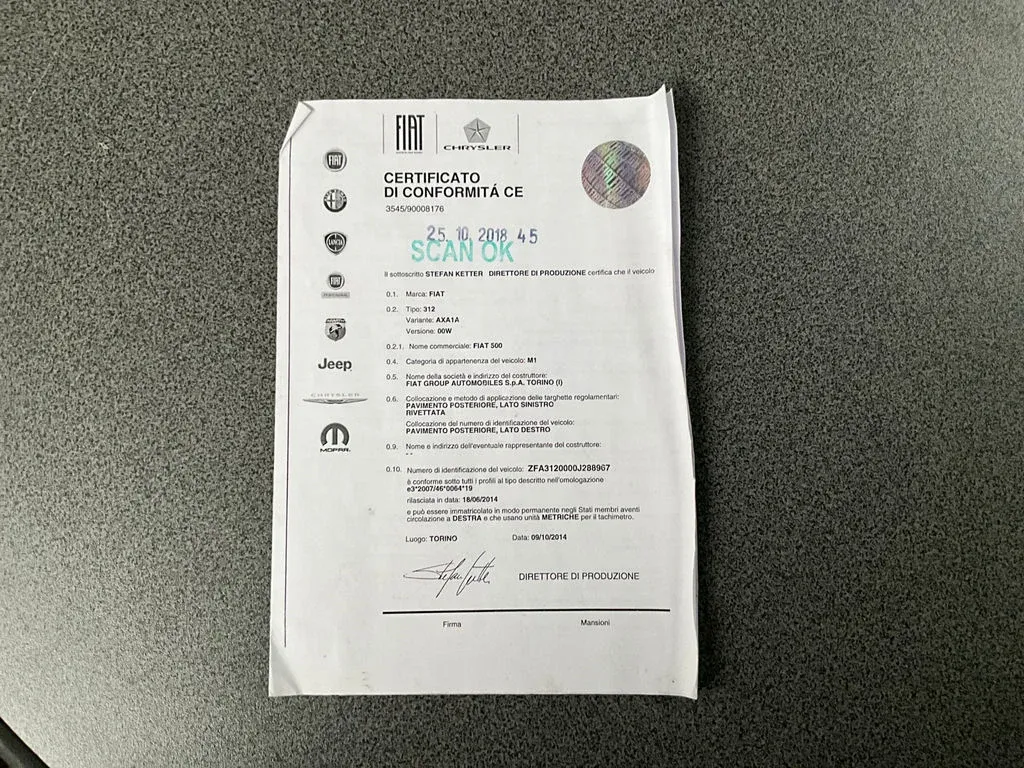 FIAT
CHRYSLER
FIAT
CERTIFICATO
DI CONFORMITÁ CE
3545/90008176
25. 10. 2018 45
SCAN OK
LANCIA
Il sottoscritto STEFAN KETTER DIRETTORE DI PRODUZIONE certifica che il veicolo
FIAT
PROFESSIONAL
0.1. Marca: FIAT
0.2. Tipo: 312
Variante: AXA1A
Versione: 00W
0.2.1. Nome commerciale: FIAT 500
Jeep
0.4. Categoria di appartenenza del veicolo: M1
0.5. Nome della società e indirizzo del costruttore:
FIAT GROUP AUTOMOBILES S.p.A. TORINO (I)
CHRYSLER
0.6. Collocazione e metodo di applicazione delle targhette regolamentari:
PAVIMENTO POSTERIORE, LATO SINISTRO
RIVETTATA
Collocazione del numero di identificazione del veicolo:
PAVIMENTO POSTERIORE, LATO DESTRO
MOPAR
0.9. Nome e indirizzo dell'eventuale rappresentante del costruttore:
- -
0.10. Numero di identificazione del veicolo: ZFA3120000J288967
è conforme sotto tutti i profili al tipo descritto nell'omologazione
e3*2007/46*0064*19
rilasciata in data: 18/06/2014
e può essere immatricolato in modo permanente negli Stati membri aventi
circolazione a DESTRA e che usano unità METRICHE per il tachimetro.
Luogo: TORINO Data: 09/10/2014
DIRETTORE DI PRODUZIONE
Firma Mansioni